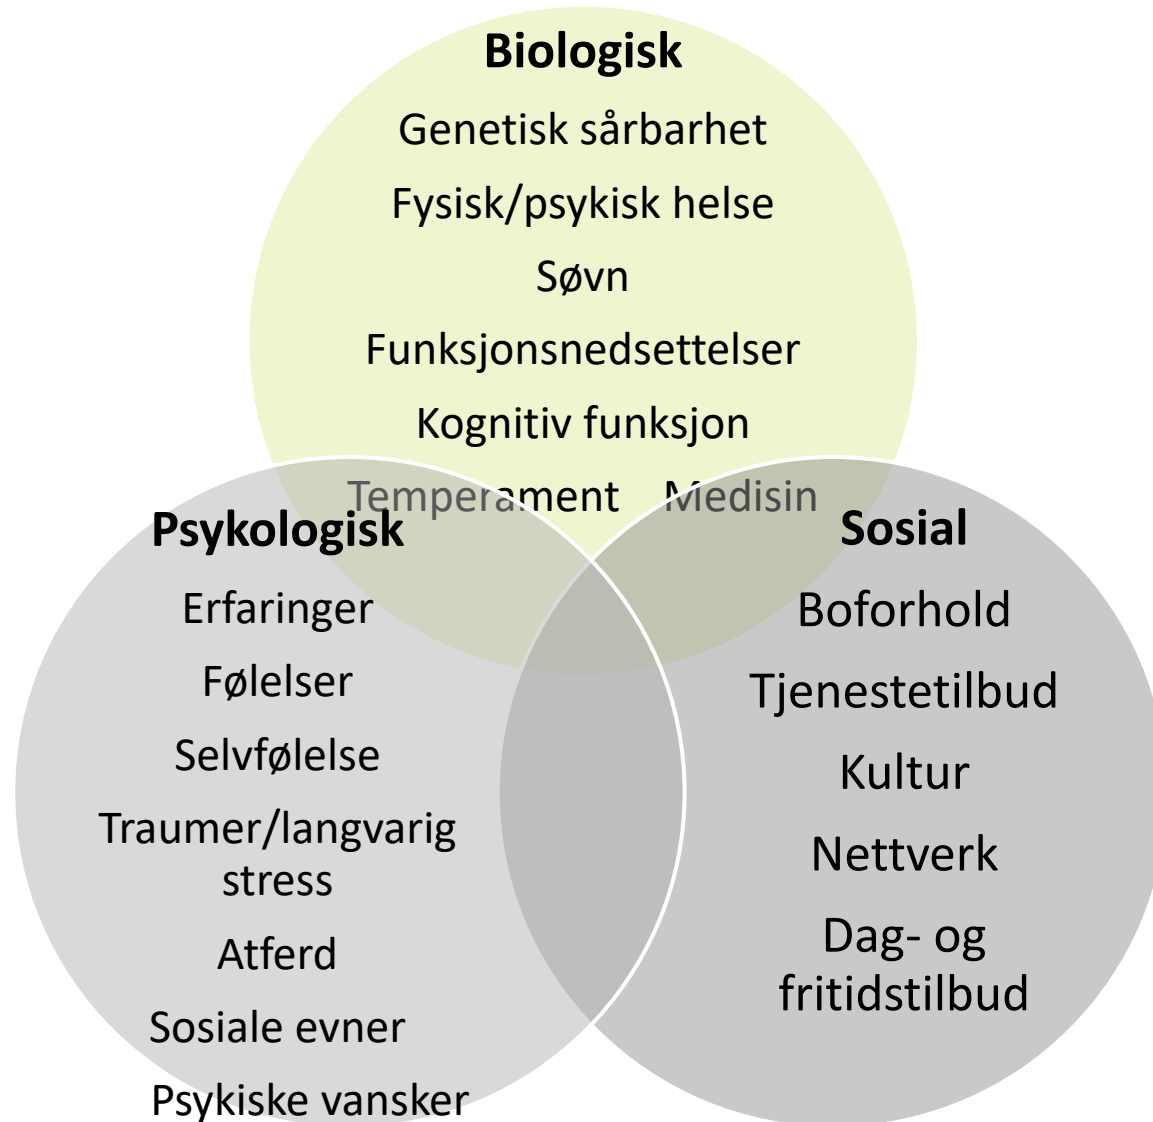 Biologisk
Genetisk sårbarhet
Fysisk/psykisk helse
Søvn
Funksjonsnedsettelser
Kognitiv funksjon
Temperament Medisin
Psykologisk
Erfaringer
Følelser
Selvfølelse
Traumer/langvarig
stress
Atferd
Sosiale evner
Psykiske vansker
Sosial
Boforhold
Tjenestetilbud
Kultur
Nettverk
Dag- og
fritidstilbud